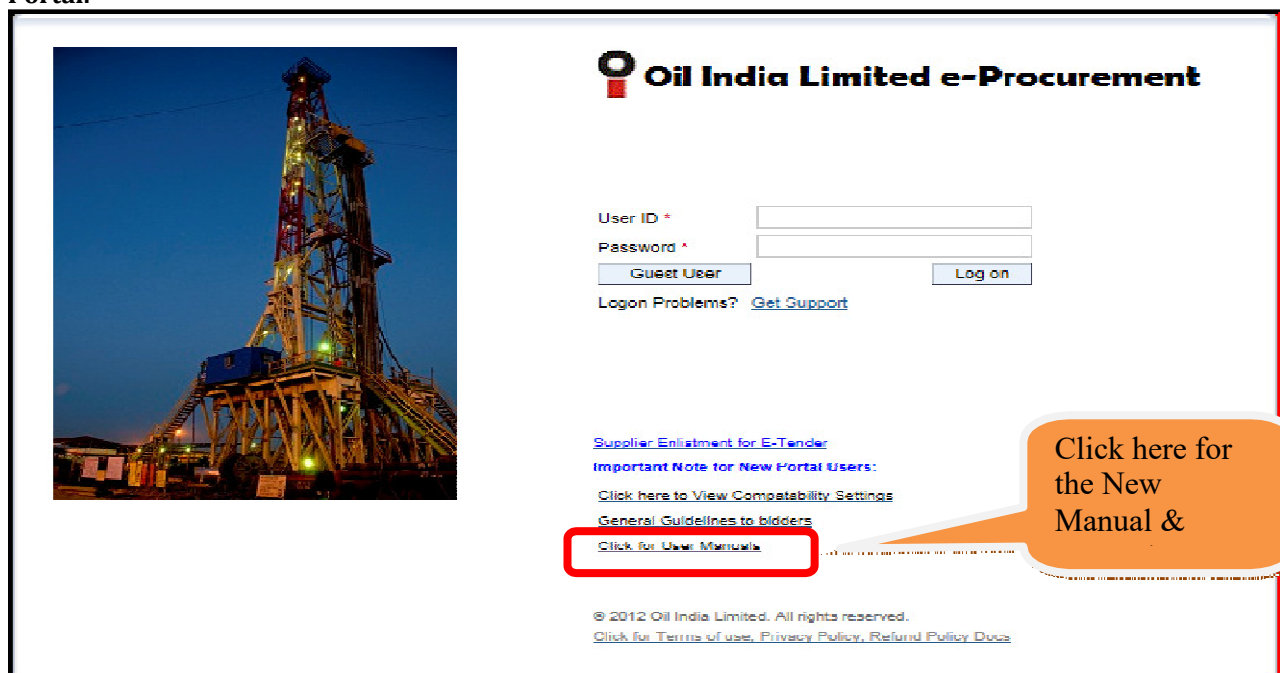 Portal.
Oil India Limited e-Procurement
User ID *
Password *
Guest User
Log on
Logon Problems? Get Support
Supplier Enlistment for E-Tender
Important Note for New Portal Users:
Click here to View Compatability Settings
General Guidelines to bidders
Click for User Manuals
Click here for
the New
Manual &
© 2012 Oil India Limited. All rights reserved.
Click for Terms of use, Privacy Policy, Refund Policy Docs